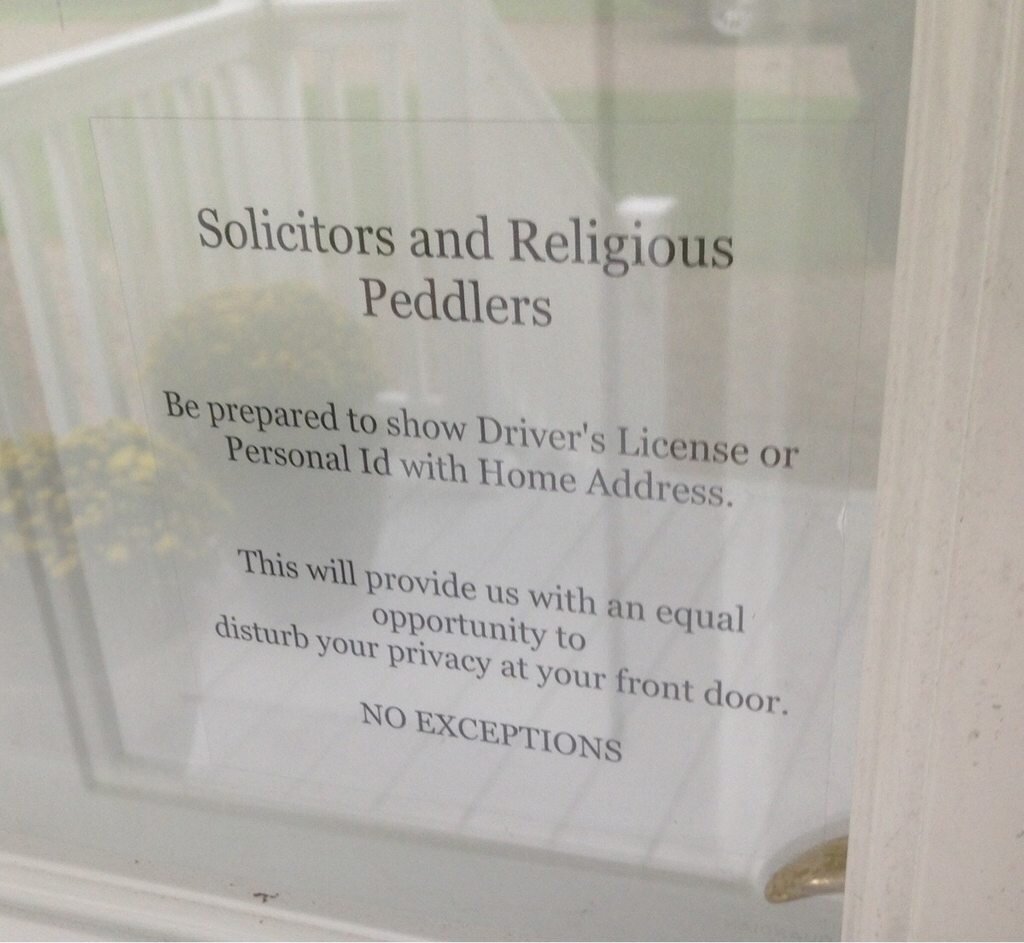 Solicitors and Religious
Peddlers
Be prepared to show Driver's License or
Personal Id with Home Address.
This will provide us with an equal
opportunity to
disturb your privacy at your front door.
NO EXCEPTIONS